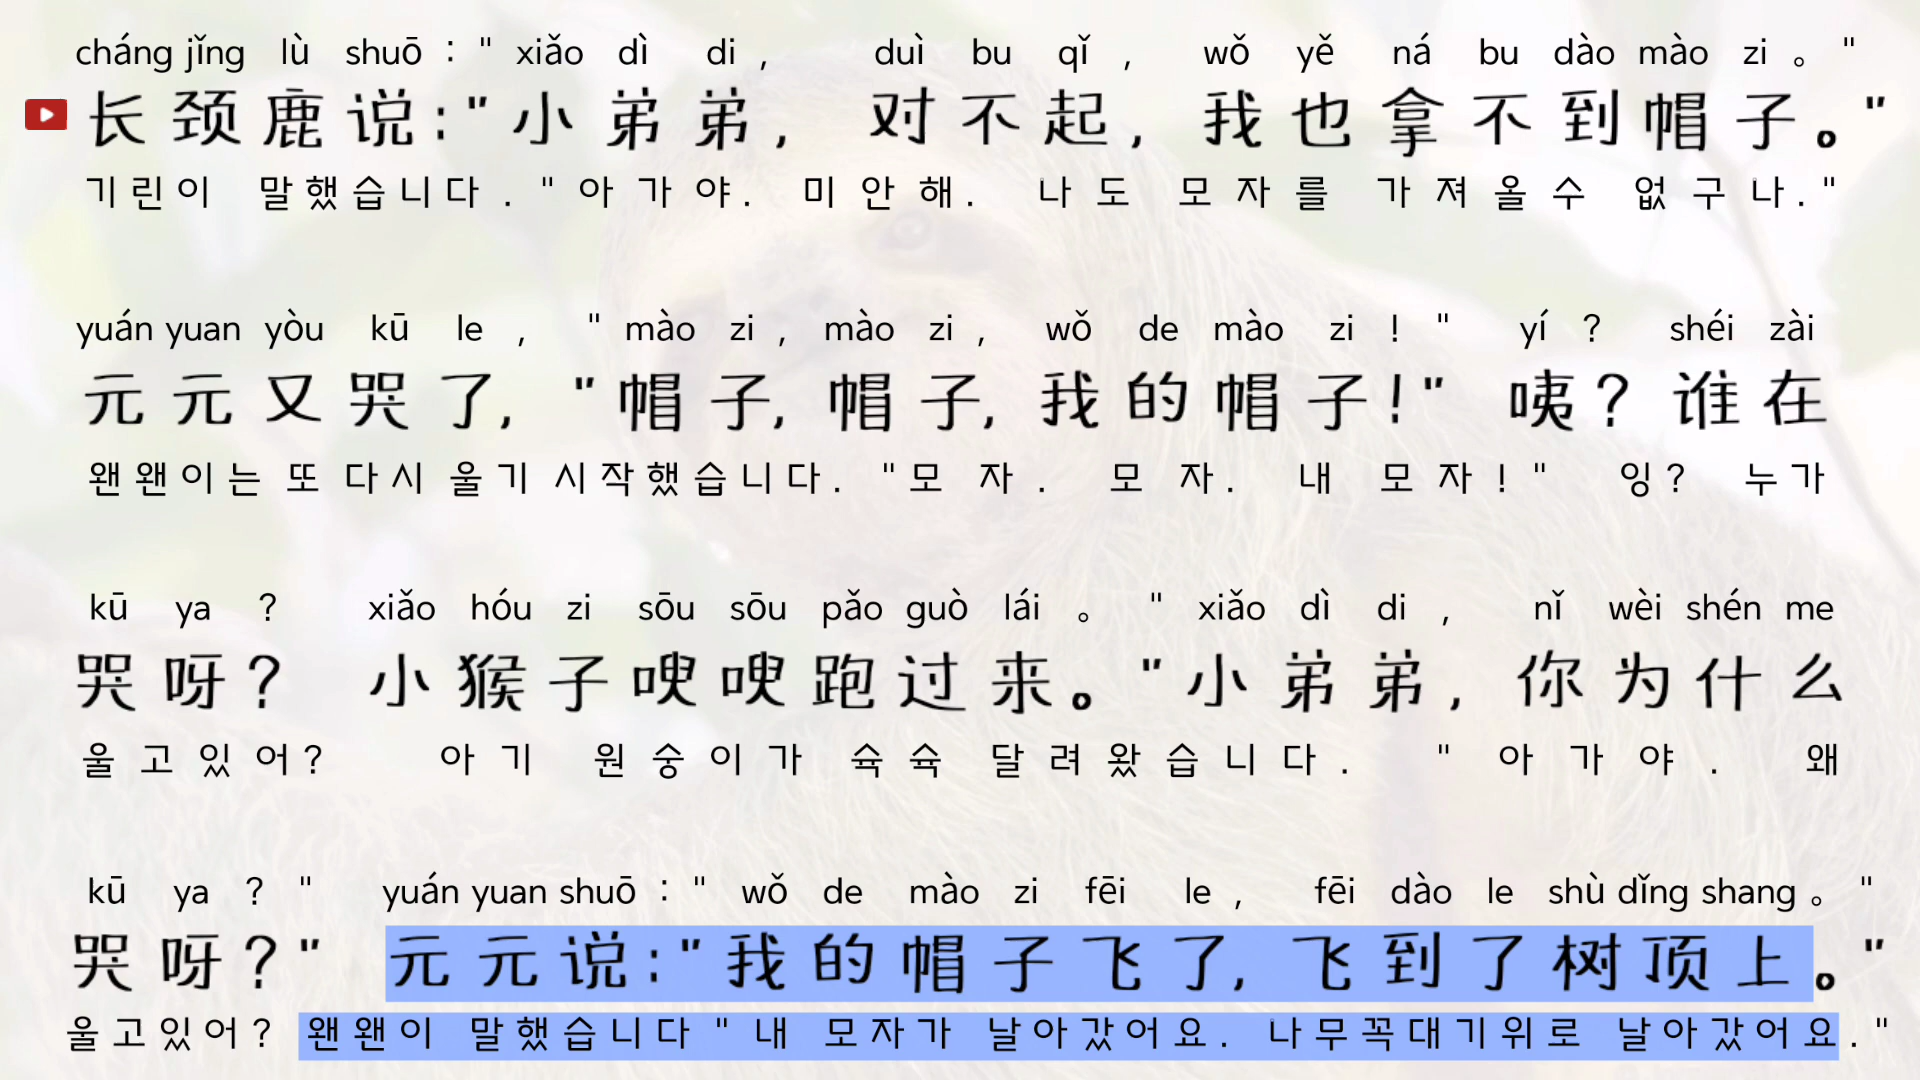 cháng jǐng lù shuō : " xiǎo dì di , duì bu qǐ , wǒ yě ná bu dào mào zi 。"
长颈鹿说:"小弟弟, 对不起, 我也拿不到帽子。"
기린이 말했습니다. "아가야. 미안해. 나도 모자를 가져올수 없구나."
yuán yuan yòu kū le , " mào zi , mào zi , wǒ de mào zi ! " yí ? shéi zài
元元又哭了, "帽子, 帽子, 我的帽子!" 咦? 谁在
왠왠이는 또 다시 울기 시작했습니다. "모자. 모자. 내 모자!" 잉? 누가
kū ya ? xiǎo hóu zi sōu sōu pǎo guò lái 。 " xiǎo dì di , nǐ wèi shén me
哭呀? 小猴子嗖嗖跑过来。"小弟弟, 你为什么
울고있어? 아기 원숭이가 슉슉 달려왔습니다. "아가야. 왜
kū ya ? " yuán yuan shuō : " wǒ de mào zi fēi le , fēi dào le shù dǐng shang 。"
哭呀?" 元元说:"我的帽子飞了, 飞到了树顶上。"
울고있어? 왠왠이 말했습니다 "내 모자가 날아갔어요. 나무꼭대기위로 날아갔어요."